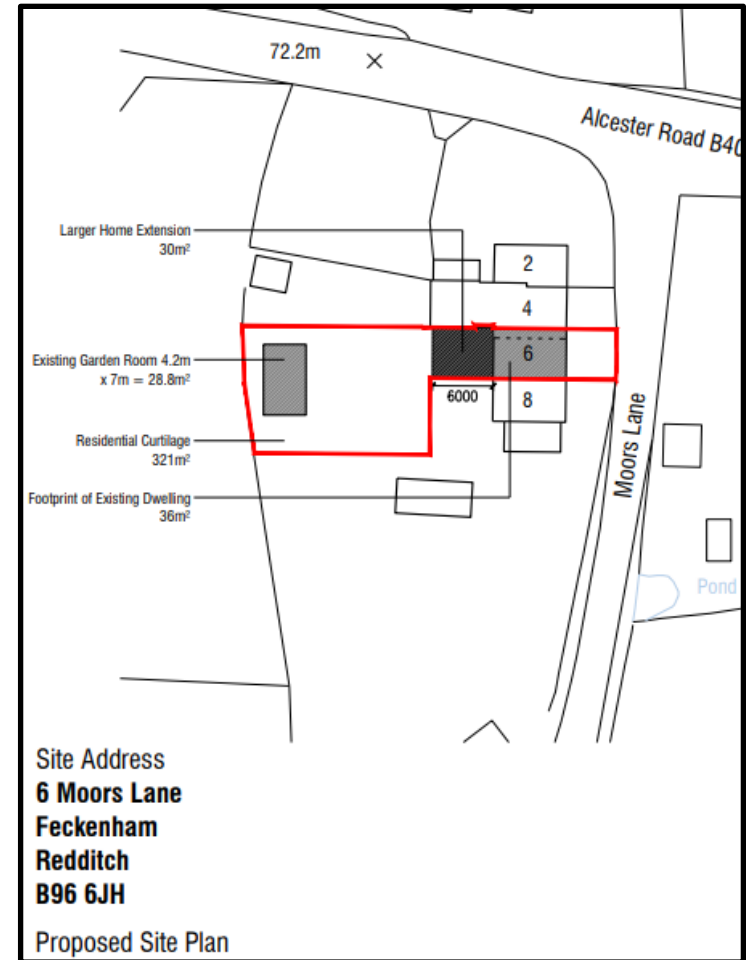 72.2m
Alcester Road B40
Larger Home Extension
30m²
2
4
Existing Garden Room 4.2m
x 7m = 28.8m²
6
6000
8
Residential Curtilage
321m²
Moors Lane
Footprint of Existing Dwelling
36m²
Pond
Site Address
6 Moors Lane
Feckenham
Redditch
B96 6JH
Proposed Site Plan